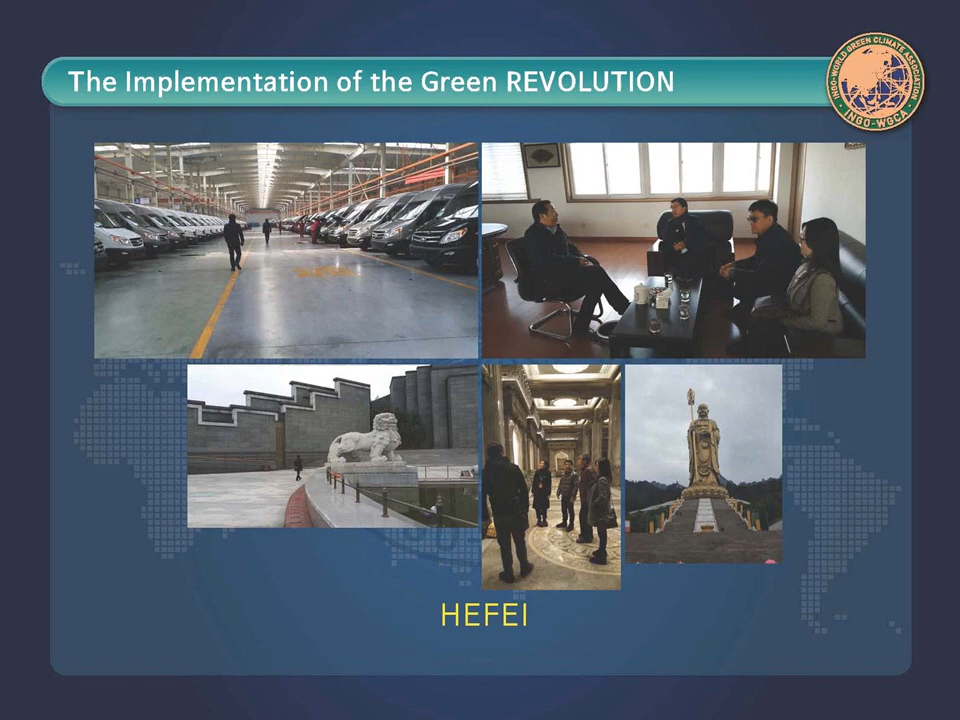 The Implementation of the Green REVOLUTION
INGO-WORLD GREEN CLIMATE ASSOCIATION
INGO-WGCA
HEFEI